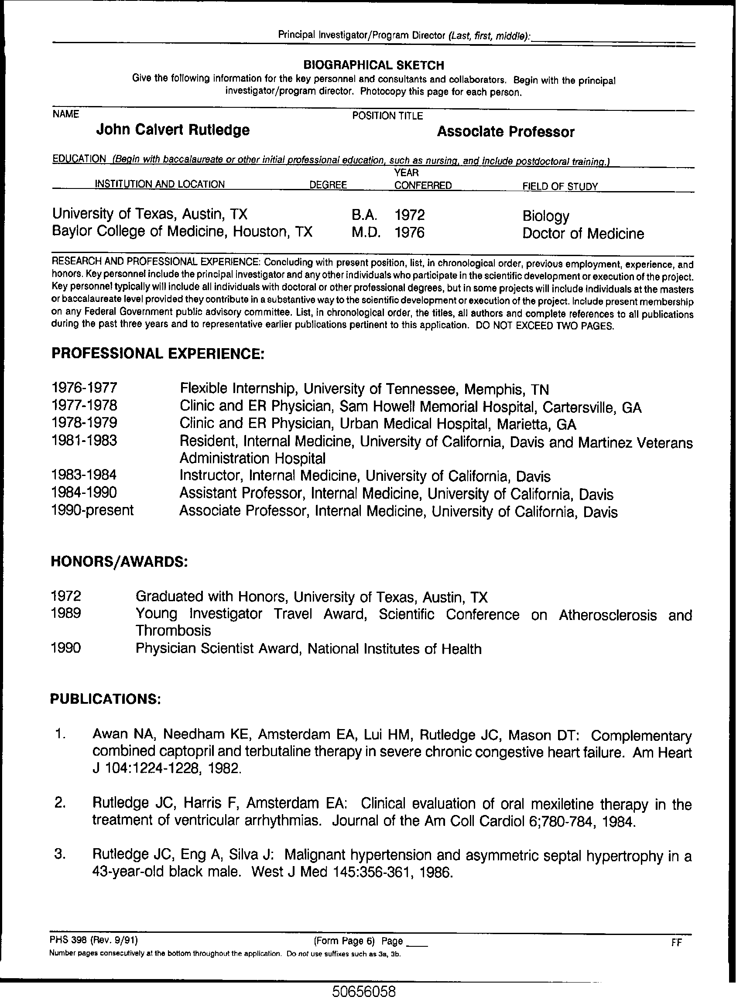 Principal Investigator/Program Director (Last, first, middle):
BIOGRAPHICAL SKETCH
Give the following information for the key personnel and consultants and collaborators. Begin with the principal
investigator/program director. Photocopy this page for each person.
NAME POSITION TITLE
John Calvert Rutledge Associate Professor
EDUCATION (Begin with baccalaureate or other initial professional education, such as nursing, and include postdoctoral training.)
YEAR
INSTITUTION AND LOCATION DEGREE CONFERRED FIELD OF STUDY
University of Texas, Austin, TX B.A. 1972 Biology
Baylor College of Medicine, Houston, TX M.D. 1976 Doctor of Medicine
RESEARCH AND PROFESSIONAL EXPERIENCE: Concluding with present position, list, in chronological order, previous employment, experience, and
honors. Key personnel include the principal investigator and any other individuals who participate in the scientific development or execution of the project.
Key personnel typically will include all individuals with doctoral or other professional degrees, but in some projects will include individuals at the masters
or baccalaureate level provided they contribute in a substantive way to the scientific development or execution of the project. Include present membership
on any Federal Government public advisory committee. List, in chronological order, the titles, all authors and complete references to all publications
during the past three years and to representative earlier publications pertinent to this application. DO NOT EXCEED TWO PAGES.
PROFESSIONAL EXPERIENCE:
1976-1977 Flexible Internship, University of Tennessee, Memphis, TN
1977-1978 Clinic and ER Physician, Sam Howell Memorial Hospital, Cartersville, GA
1978-1979 Clinic and ER Physician, Urban Medical Hospital, Marietta, GA
1981-1983 Resident, Internal Medicine, University of California, Davis and Martinez Veterans
Administration Hospital
1983-1984 Instructor, Internal Medicine, University of California, Davis
1984-1990 Assistant Professor, Internal Medicine, University of California, Davis
1990-present Associate Professor, Internal Medicine, University of California, Davis
HONORS/AWARDS:
1972 Graduated with Honors, University of Texas, Austin, TX
1989 Young Investigator Travel Award, Scientific Conference on Atherosclerosis and
Thrombosis
1990 Physician Scientist Award, National Institutes of Health
PUBLICATIONS:
1. Awan NA, Needham KE, Amsterdam EA, Lui HM, Rutledge JC, Mason DT: Complementary
combined captopril and terbutaline therapy in severe chronic congestive heart failure. Am Heart
J 104:1224-1228, 1982.
2. Rutledge JC, Harris F, Amsterdam EA: Clinical evaluation of oral mexiletine therapy in the
treatment of ventricular arrhythmias. Journal of the Am Coll Cardiol 6;780-784, 1984.
3. Rutledge JC, Eng A, Silva J: Malignant hypertension and asymmetric septal hypertrophy in a
43-year-old black male. West J Med 145:356-361, 1986.
PHS 398 (Rev. 9/91) (Form Page 6) Page FF
Number pages consecutively at the bottom throughout the application. Do not use suffixes such as 3a, 3b.
50656058